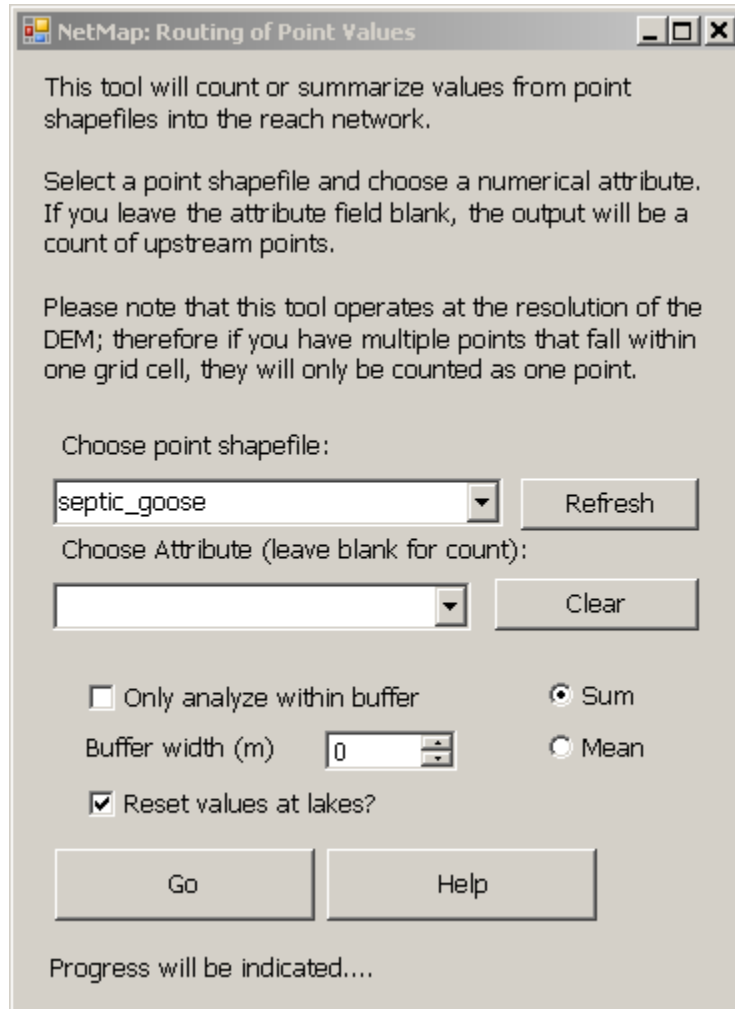 NetMap: Routing of Point Values
This tool will count or summarize values from point
shapefiles into the reach network.
Select a point shapefile and choose a numerical attribute.
If you leave the attribute field blank, the output will be a
count of upstream points.
Please note that this tool operates at the resolution of the
DEM; therefore if you have multiple points that fall within
one grid cell, they will only be counted as one point.
Choose point shapefile:
septic_goose Refresh
Choose Attribute (leave blank for count):
Clear
Only analyze within buffer Sum
Buffer width (m) 0 Mean
Reset values at lakes?
Go Help
Progress will be indicated....